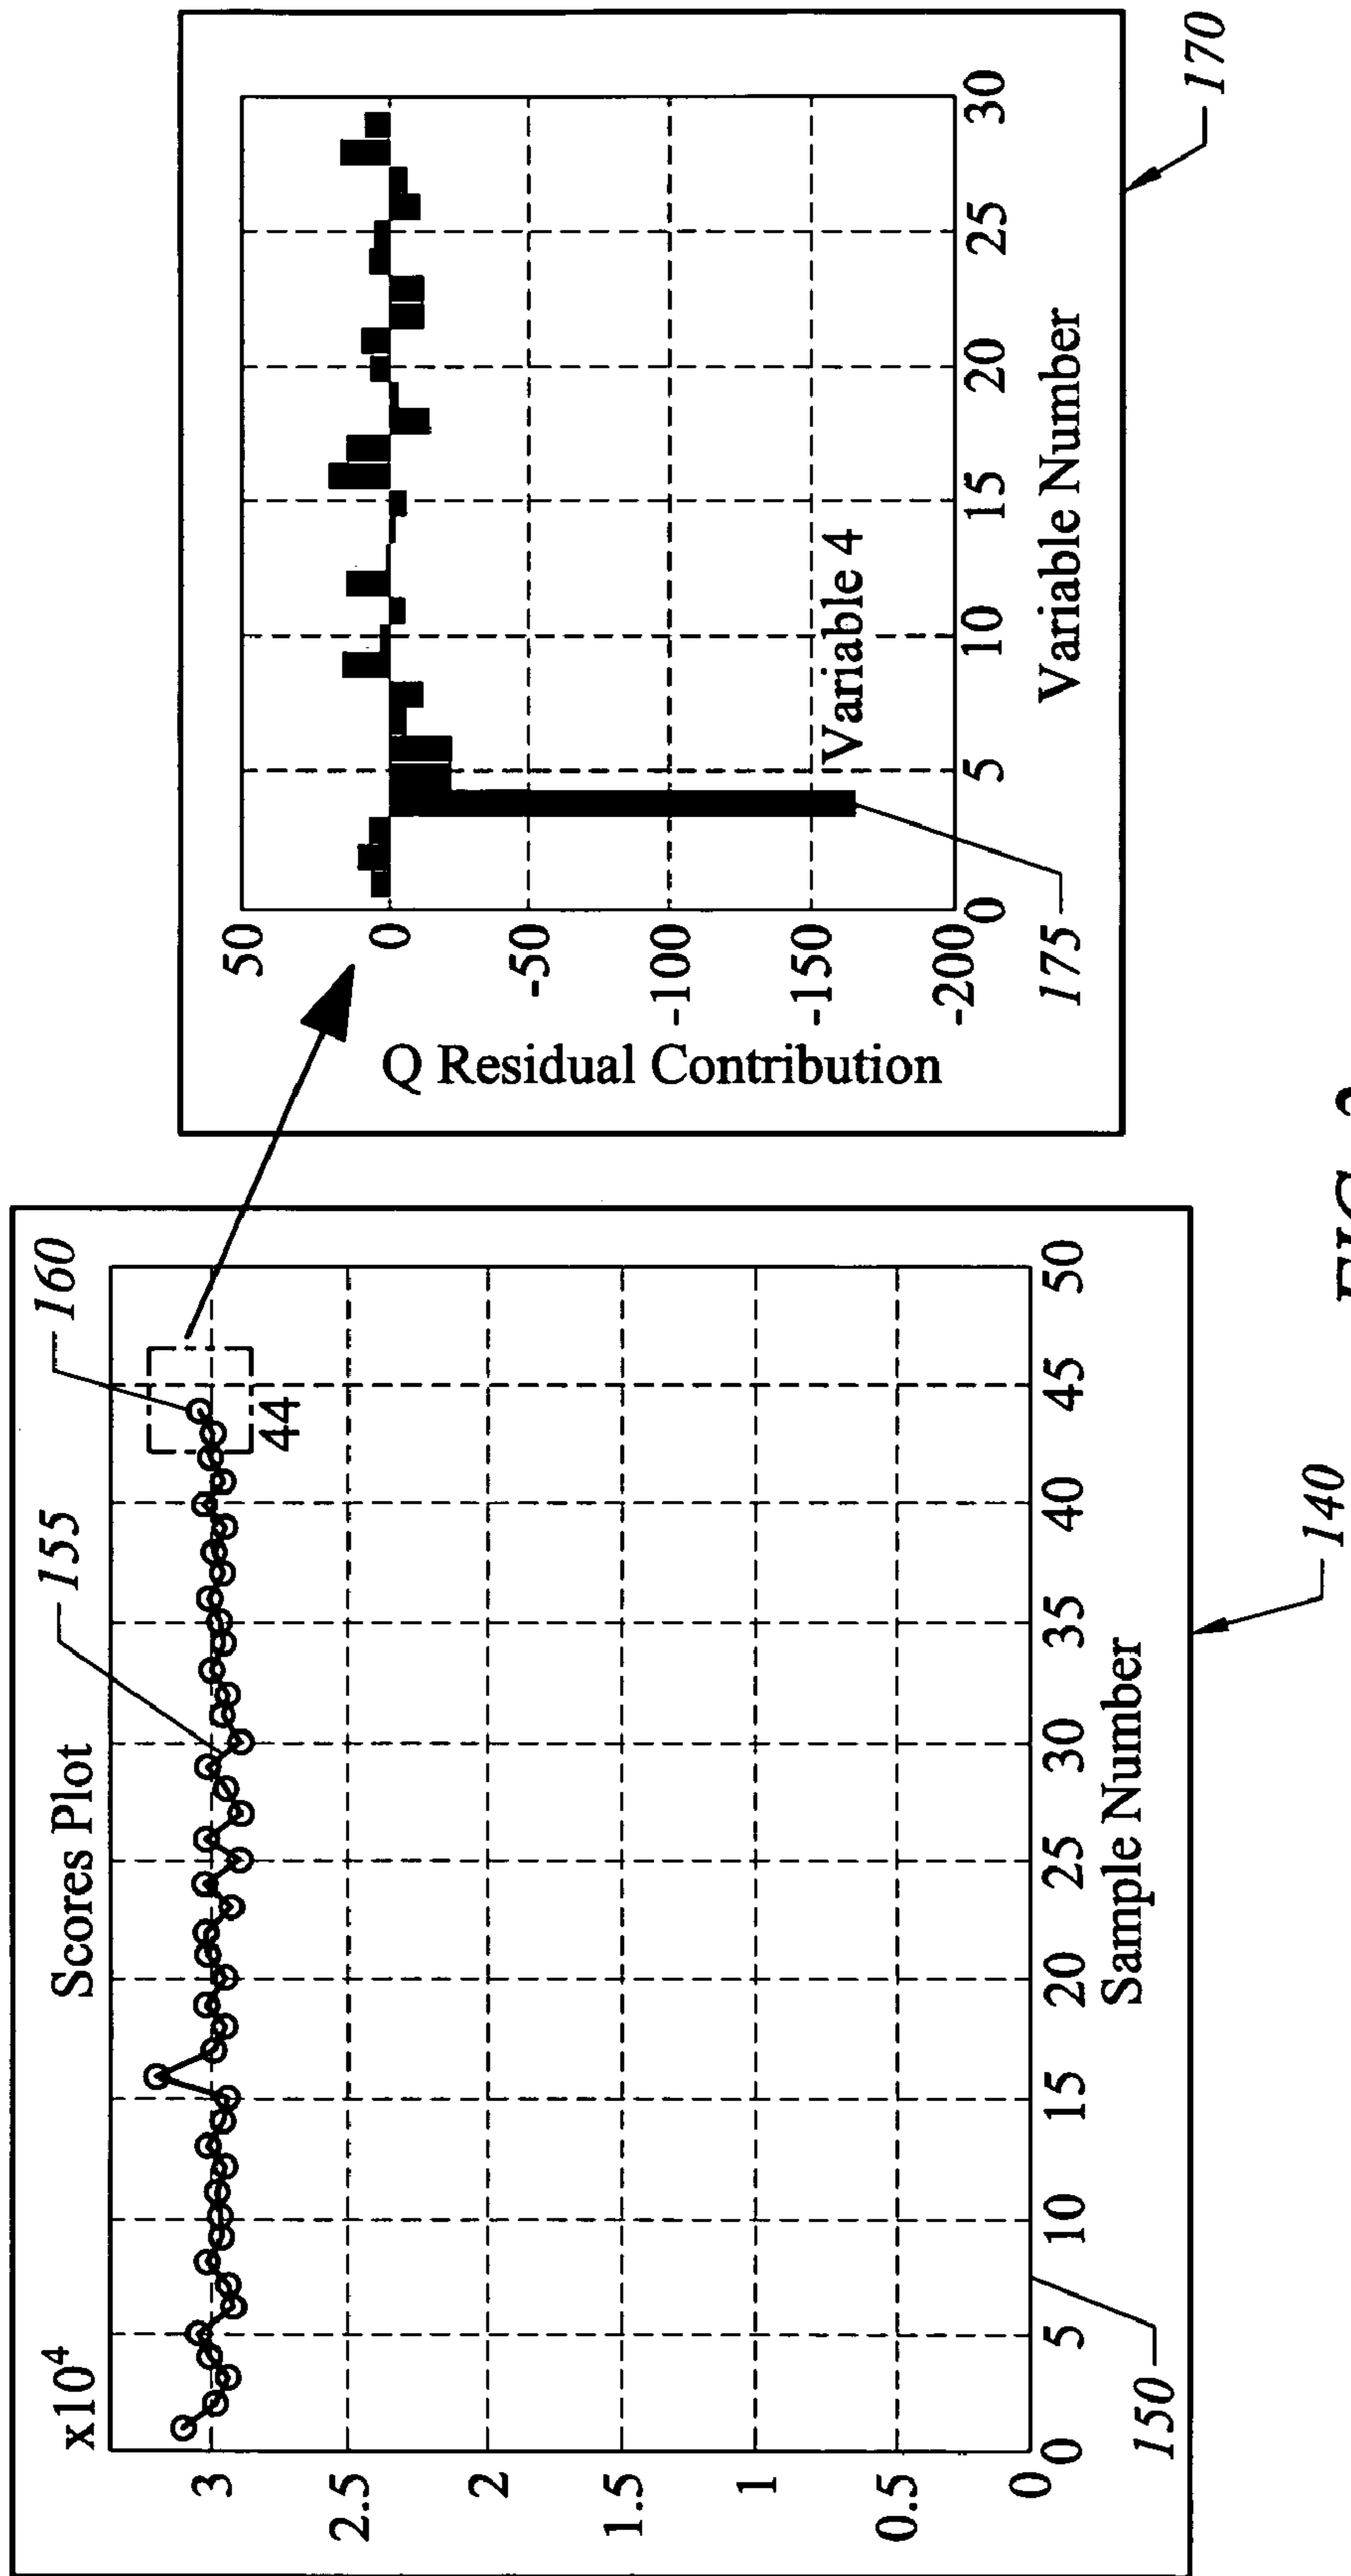 Scores Plot
x10⁴
155
160
3
2.5
2
1.5
1
0.5
0
44
0 5 10 15 20 25 30 35 40 45 50
Sample Number
150
140
50
0
-50
-100
-150
-200
Q Residual Contribution
Variable 4
0 5 10 15 20 25 30
Variable Number
175
170
FIG.